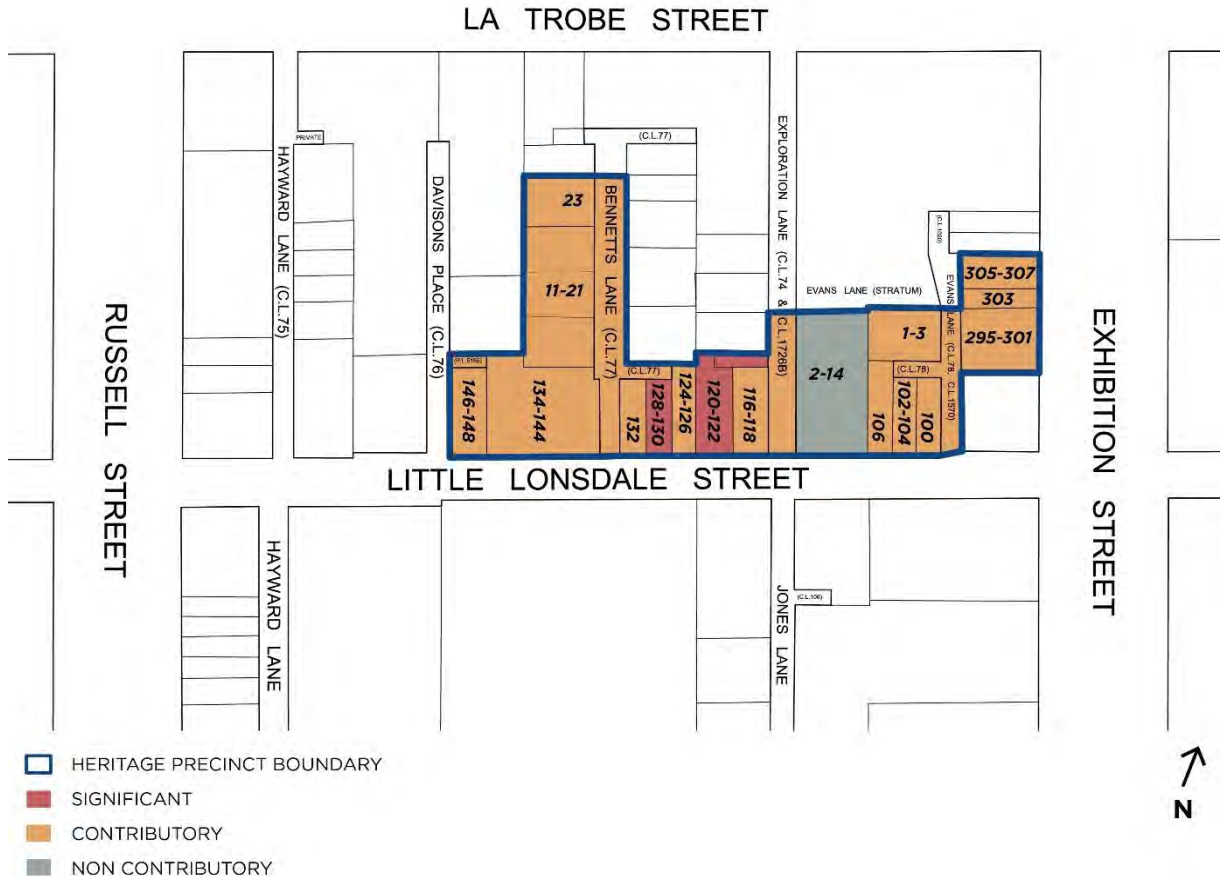 LA TROBE STREET
PRIVATE
HAYWARD LANE (C.L.75)
DAVISONS PLACE (C.L.76)
(C.L.77)
BENNETTS LANE (C.L.77)
EXPLORATION LANE (C.L.74 & C.L.1726B)
EVANS LANE (STRATUM)
EVANS LANE (C.L.78, C.L.1570)
RUSSELL STREET
EXHIBITION STREET
23
11-21
305-307
303
295-301
1-3
2-14
(C.L.77)
(C.L.78)
146-148
134-144
132
128-130
124-126
120-122
116-118
106
102-104
100
LITTLE LONSDALE STREET
HAYWARD LANE
JONES LANE
HERITAGE PRECINCT BOUNDARY
SIGNIFICANT
CONTRIBUTORY
NON CONTRIBUTORY
N